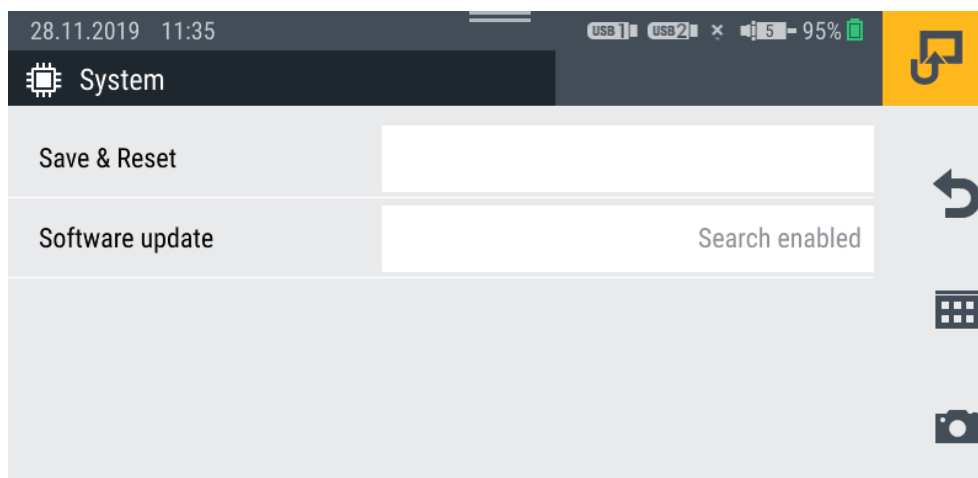 28.11.2019 11:35 USB 1 USB 2 5 95%
System
Save & Reset
Software update Search enabled